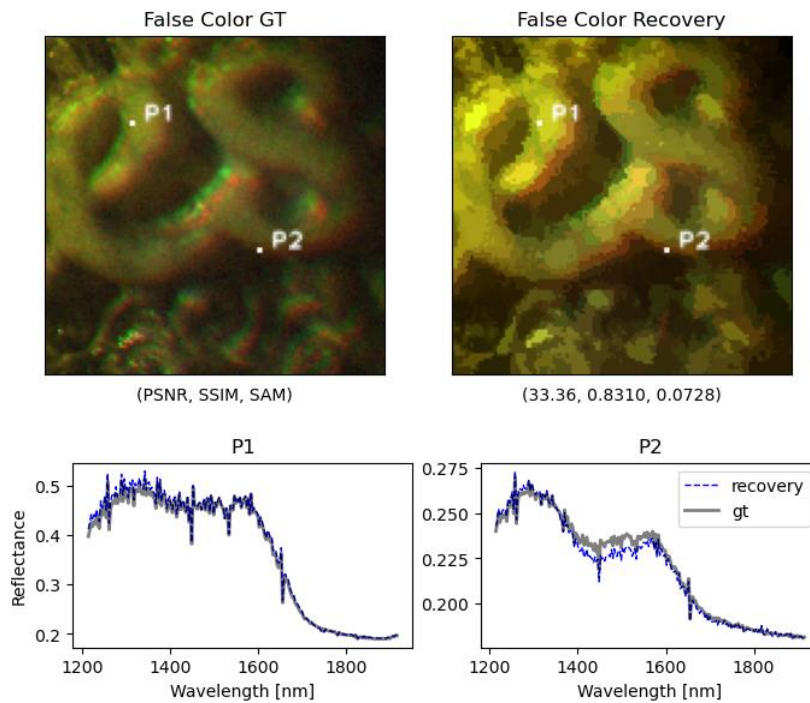 False Color GT
False Color Recovery
P1
P2
P1
P2
(PSNR, SSIM, SAM)
(33.36, 0.8310, 0.0728)
P1
P2
Reflectance
0.5
0.4
0.3
0.2
1200 1400 1600 1800
Wavelength [nm]
0.275
0.250
0.225
0.200
recovery
gt
1200 1400 1600 1800
Wavelength [nm]